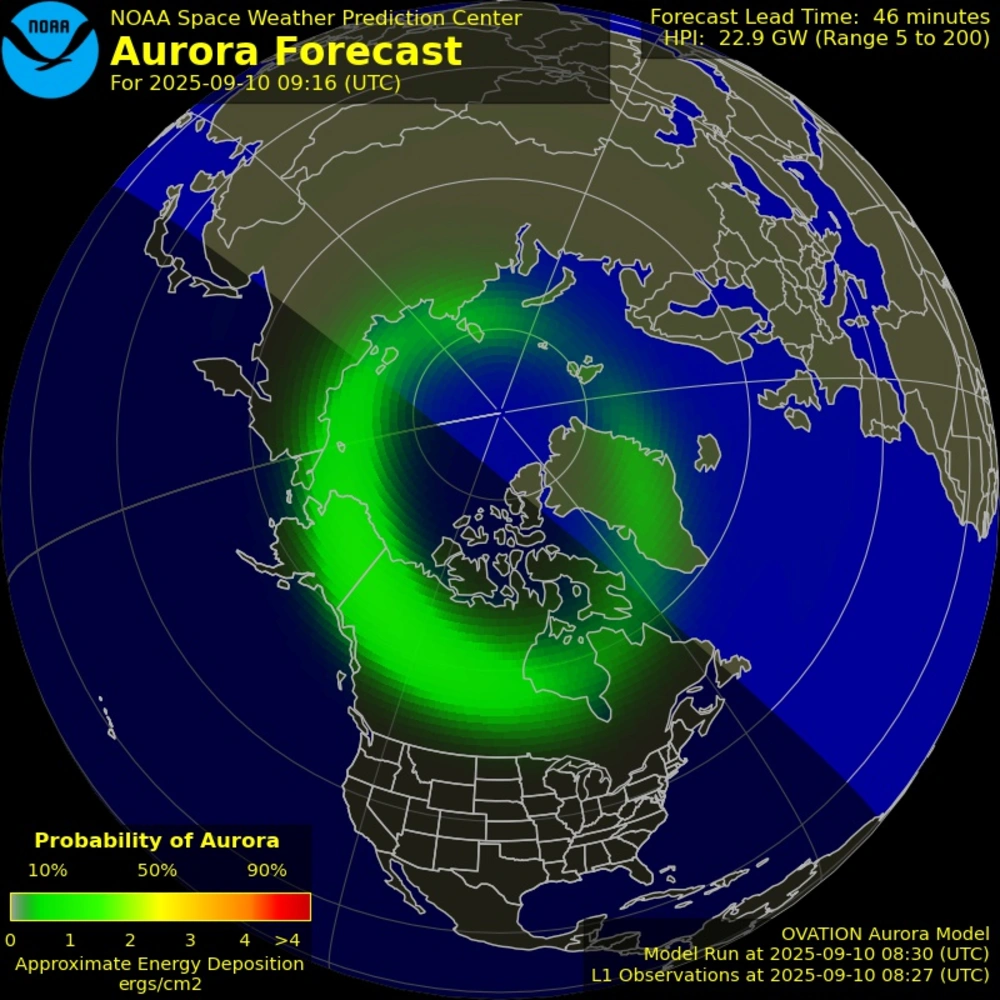 NOAA
NOAA Space Weather Prediction Center
Aurora Forecast
For 2025-09-10 09:16 (UTC)
Forecast Lead Time: 46 minutes
HPI: 22.9 GW (Range 5 to 200)
Probability of Aurora
10% 50% 90%
0 1 2 3 4 >4
Approximate Energy Deposition
ergs/cm2
OVATION Aurora Model
Model Run at 2025-09-10 08:30 (UTC)
L1 Observations at 2025-09-10 08:27 (UTC)